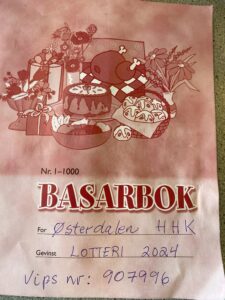 Nr. 1-1000
BASARBOK
For Østerdalen HHK
Gevinst LOTTERI 2024
Vips nr: 907996